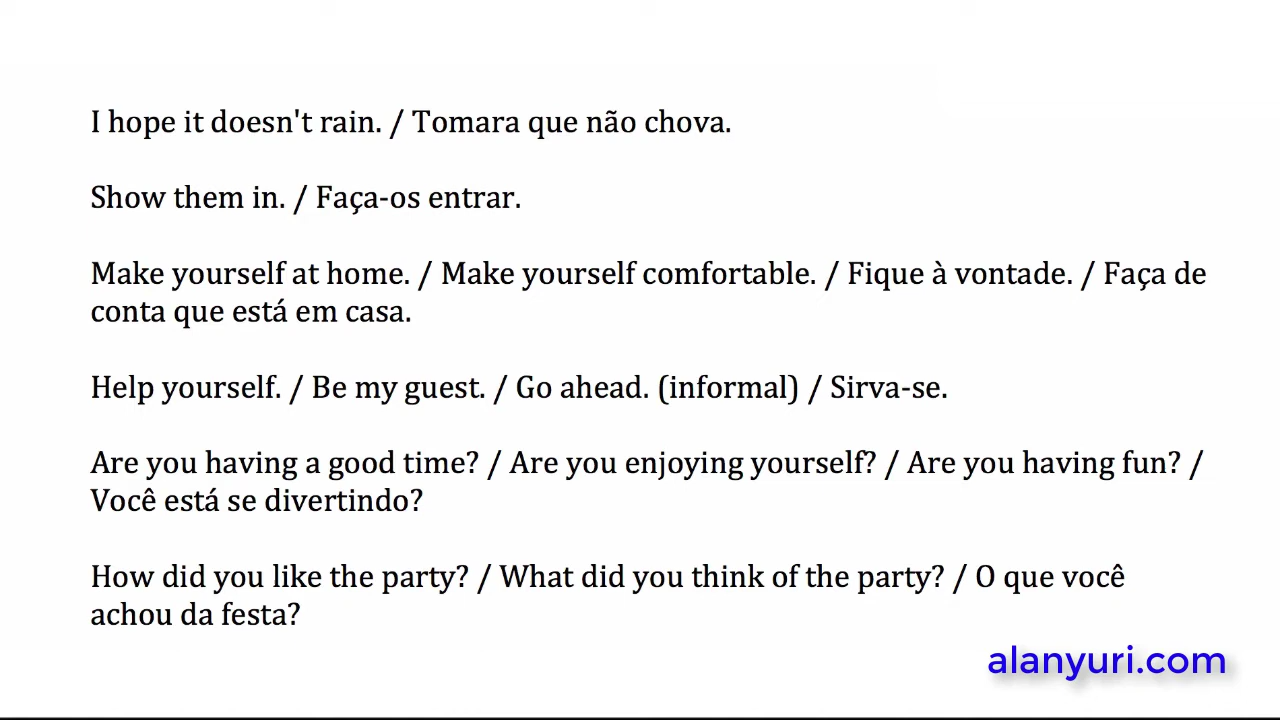 I hope it doesn't rain. / Tomara que não chova.
Show them in. / Faça-os entrar.
Make yourself at home. / Make yourself comfortable. / Fique à vontade. / Faça de
conta que está em casa.
Help yourself. / Be my guest. / Go ahead. (informal) / Sirva-se.
Are you having a good time? / Are you enjoying yourself? / Are you having fun? /
Você está se divertindo?
How did you like the party? / What did you think of the party? / O que você
achou da festa?
alanyuri.com